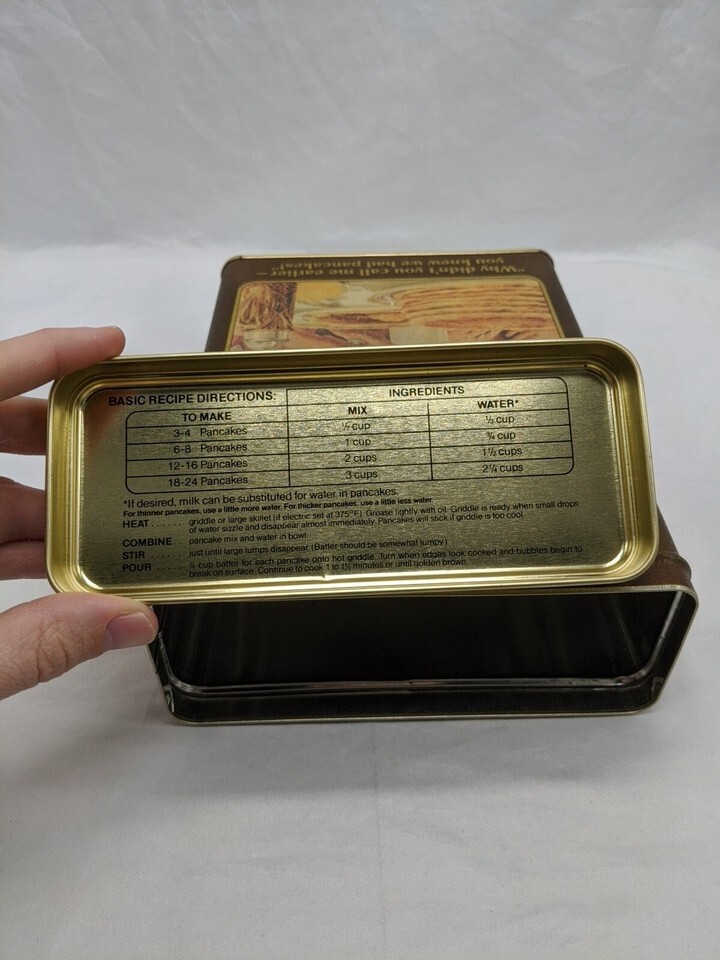 "Why didn't you call me earlier—
you knew we had pancakes!"
BASIC RECIPE DIRECTIONS: INGREDIENTS
TO MAKE MIX WATER*
3-4 Pancakes ½ cup ⅓ cup
6-8 Pancakes 1 cup ¾ cup
12-16 Pancakes 2 cups 1½ cups
18-24 Pancakes 3 cups 2¼ cups
*If desired, milk can be substituted for water in pancakes.
For thinner pancakes, use a little more water. For thicker pancakes, use a little less water.
HEAT ...... griddle or large skillet (if electric set at 375°F.). Grease lightly with oil. Griddle is ready when small drops
of water sizzle and disappear almost immediately. Pancakes will stick if griddle is too cool.
COMBINE .. pancake mix and water in bowl.
STIR ...... just until large lumps disappear. (Batter should be somewhat lumpy.)
POUR ...... ¼ cup batter for each pancake onto hot griddle. Turn when edges look cooked and bubbles begin to
break on surface. Continue to cook 1 to 1½ minutes or until golden brown.